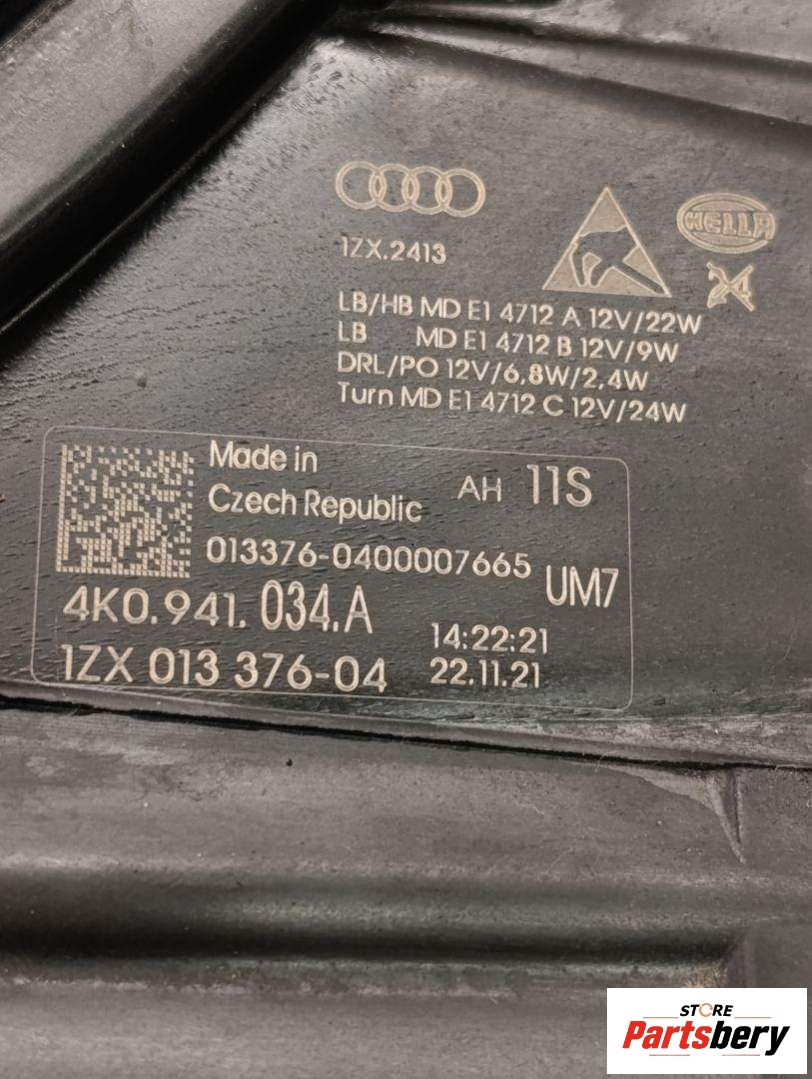 HELLA
1ZX.2413
24
LB/HB MD E1 4712 A 12V/22W
LB MD E1 4712 B 12V/9W
DRL/PO 12V/6,8W/2,4W
Turn MD E1 4712 C 12V/24W
Made in
Czech Republic
AH 11S
013376-0400007665
UM7
4K0.941.034.A
14:22:21
1ZX 013 376-04
22.11.21
STORE
Partsbery